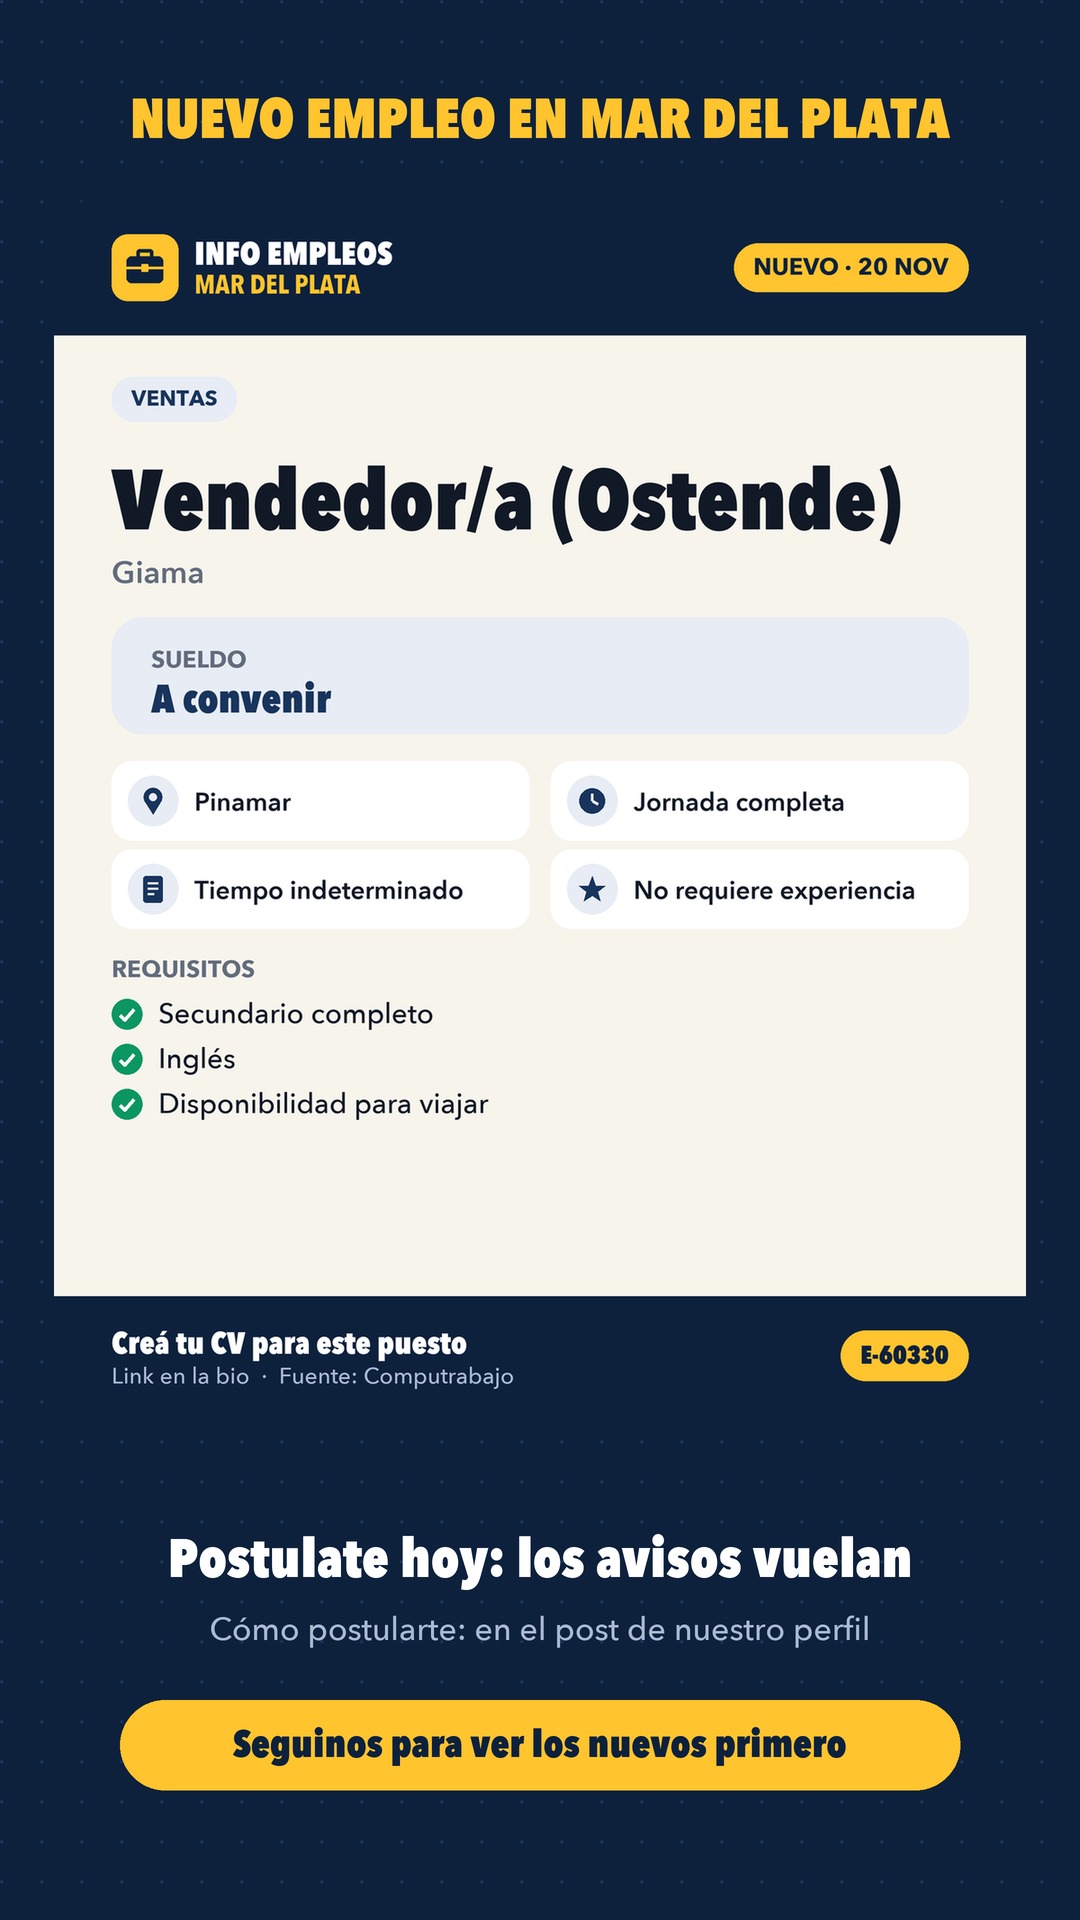 NUEVO EMPLEO EN MAR DEL PLATA
INFO EMPLEOS
MAR DEL PLATA
NUEVO · 20 NOV
VENTAS
Vendedor/a (Ostende)
Giama
SUELDO
A convenir
Pinamar
Jornada completa
Tiempo indeterminado
No requiere experiencia
REQUISITOS
Secundario completo
Inglés
Disponibilidad para viajar
Creá tu CV para este puesto
Link en la bio · Fuente: Computrabajo
E-60330
Postulate hoy: los avisos vuelan
Cómo postularte: en el post de nuestro perfil
Seguinos para ver los nuevos primero